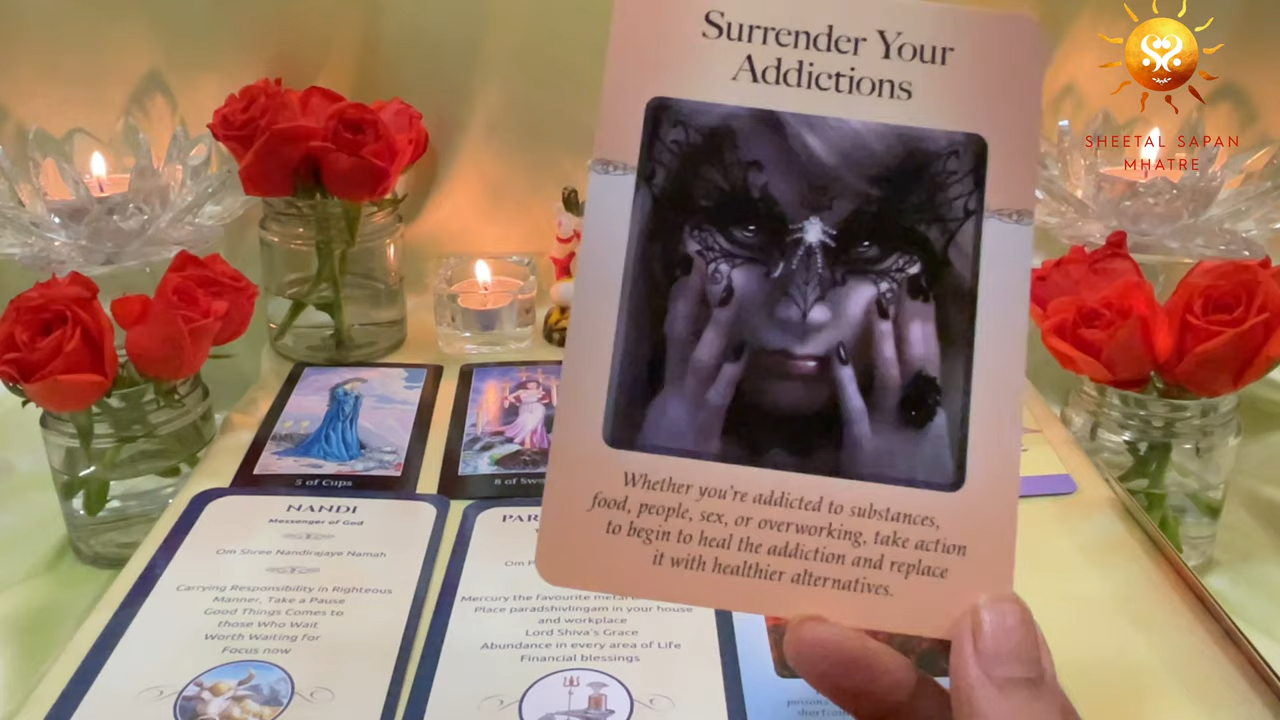 Surrender Your
Addictions
Whether you're addicted to substances,
food, people, sex, or overworking, take action
to begin to heal the addiction and replace
it with healthier alternatives.
SHEETAL SAPAN
MHATRE
5 of Cups
8 of Swo
NANDI
Messenger of God
Om Shree Nandirajaye Namah
Carrying Responsibility in Righteous
Manner, Take a Pause
Good Things Comes to
those Who Wait
Worth Waiting for
Focus now
PAR
Om P
Mercury the favourite metal
Place paradshivlingam in your house
and workplace
Lord Shiva's Grace
Abundance in every area of Life
Financial blessings